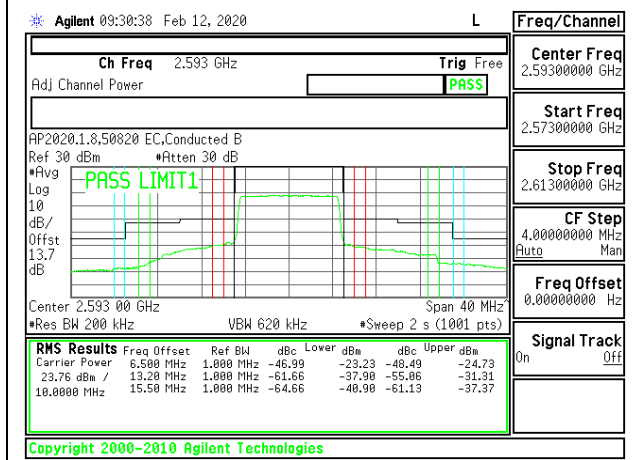 Agilent 09:30:38 Feb 12, 2020 L
Freq/Channel
Ch Freq 2.593 GHz Trig Free
Adj Channel Power PASS
AP2020.1.8,50820 EC,Conducted B
Ref 30 dBm #Atten 30 dB
#Avg
Log
10
dB/
Offst
13.7
dB
PASS LIMIT1
Center 2.593 00 GHz Span 40 MHz^
#Res BW 200 kHz VBW 620 kHz #Sweep 2 s (1001 pts)
RMS Results Freq Offset Ref BW dBc Lower dBm dBc Upper dBm
Carrier Power 6.500 MHz 1.000 MHz -46.99 -23.23 -48.49 -24.73
23.76 dBm / 13.20 MHz 1.000 MHz -61.66 -37.90 -55.06 -31.31
10.0000 MHz 15.50 MHz 1.000 MHz -64.66 -40.90 -61.13 -37.37
Center Freq
2.59300000 GHz
Start Freq
2.57300000 GHz
Stop Freq
2.61300000 GHz
CF Step
4.00000000 MHz
Auto Man
Freq Offset
0.00000000 Hz
Signal Track
On Off
Copyright 2000-2010 Agilent Technologies